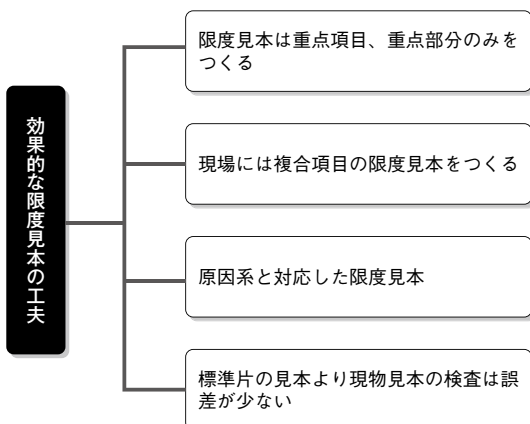 効果的な限度見本の工夫
限度見本は重点項目、重点部分のみを
つくる
現場には複合項目の限度見本をつくる
原因系と対応した限度見本
標準片の見本より現物見本の検査は誤
差が少ない